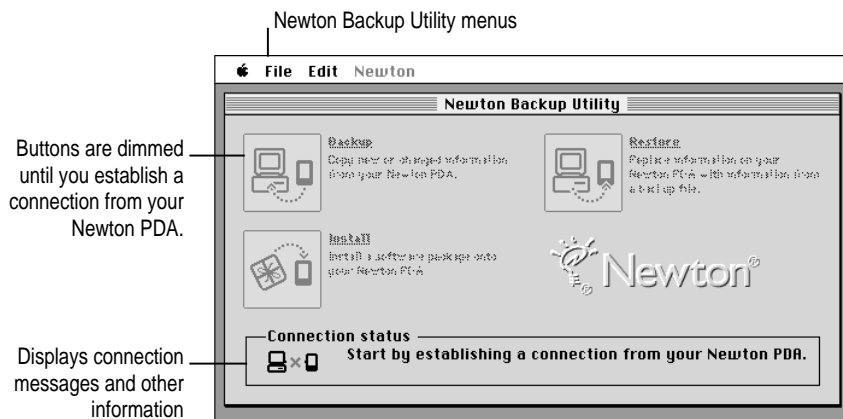 Newton Backup Utility menus
File Edit Newton
Newton Backup Utility
Buttons are dimmed
until you establish a
connection from your
Newton PDA.
Backup
Copy new or changed information
from your Newton PDA.
Restore
Replace information on your
Newton PDA with information from
a backup file.
Install
Install a software package onto
your Newton PDA
Newton®
Displays connection
messages and other
information
Connection status
Start by establishing a connection from your Newton PDA.